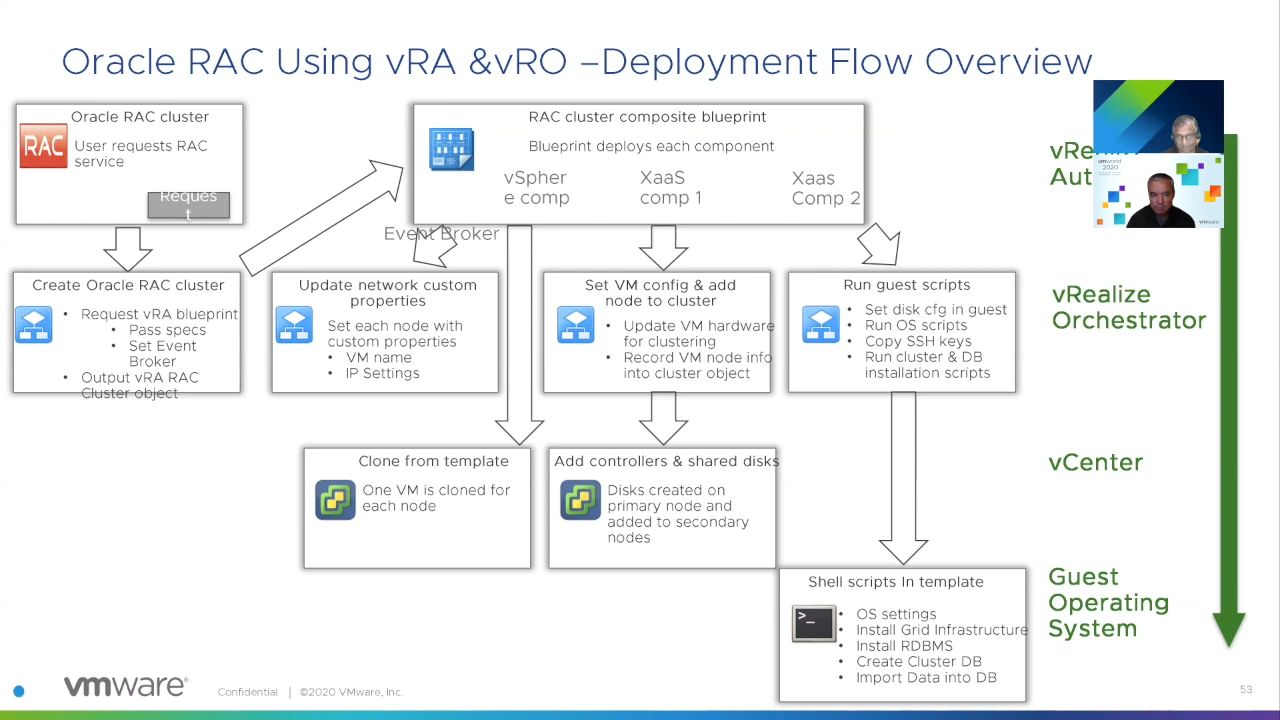 Oracle RAC Using vRA &vRO –Deployment Flow Overview
Oracle RAC cluster
RAC
User requests RAC
service
Reques
t
RAC cluster composite blueprint
Blueprint deploys each component
vSpher
e comp
XaaS
comp 1
Xaas
Comp 2
Event Broker
vmworld
2020
vmware
Create Oracle RAC cluster
• Request vRA blueprint
• Pass specs
• Set Event
Broker
• Output vRA RAC
Cluster object
Update network custom
properties
Set each node with
custom properties
• VM name
• IP Settings
Set VM config & add
node to cluster
• Update VM hardware
for clustering
• Record VM node info
into cluster object
Run guest scripts
• Set disk cfg in guest
• Run OS scripts
• Copy SSH keys
• Run cluster & DB
installation scripts
vRealize
Orchestrator
Clone from template
One VM is cloned for
each node
Add controllers & shared disks
Disks created on
primary node and
added to secondary
nodes
vCenter
Shell scripts In template
>_
• OS settings
• Install Grid Infrastructure
• Install RDBMS
• Create Cluster DB
• Import Data into DB
Guest
Operating
System
vmware®
Confidential | ©2020 VMware, Inc.
53